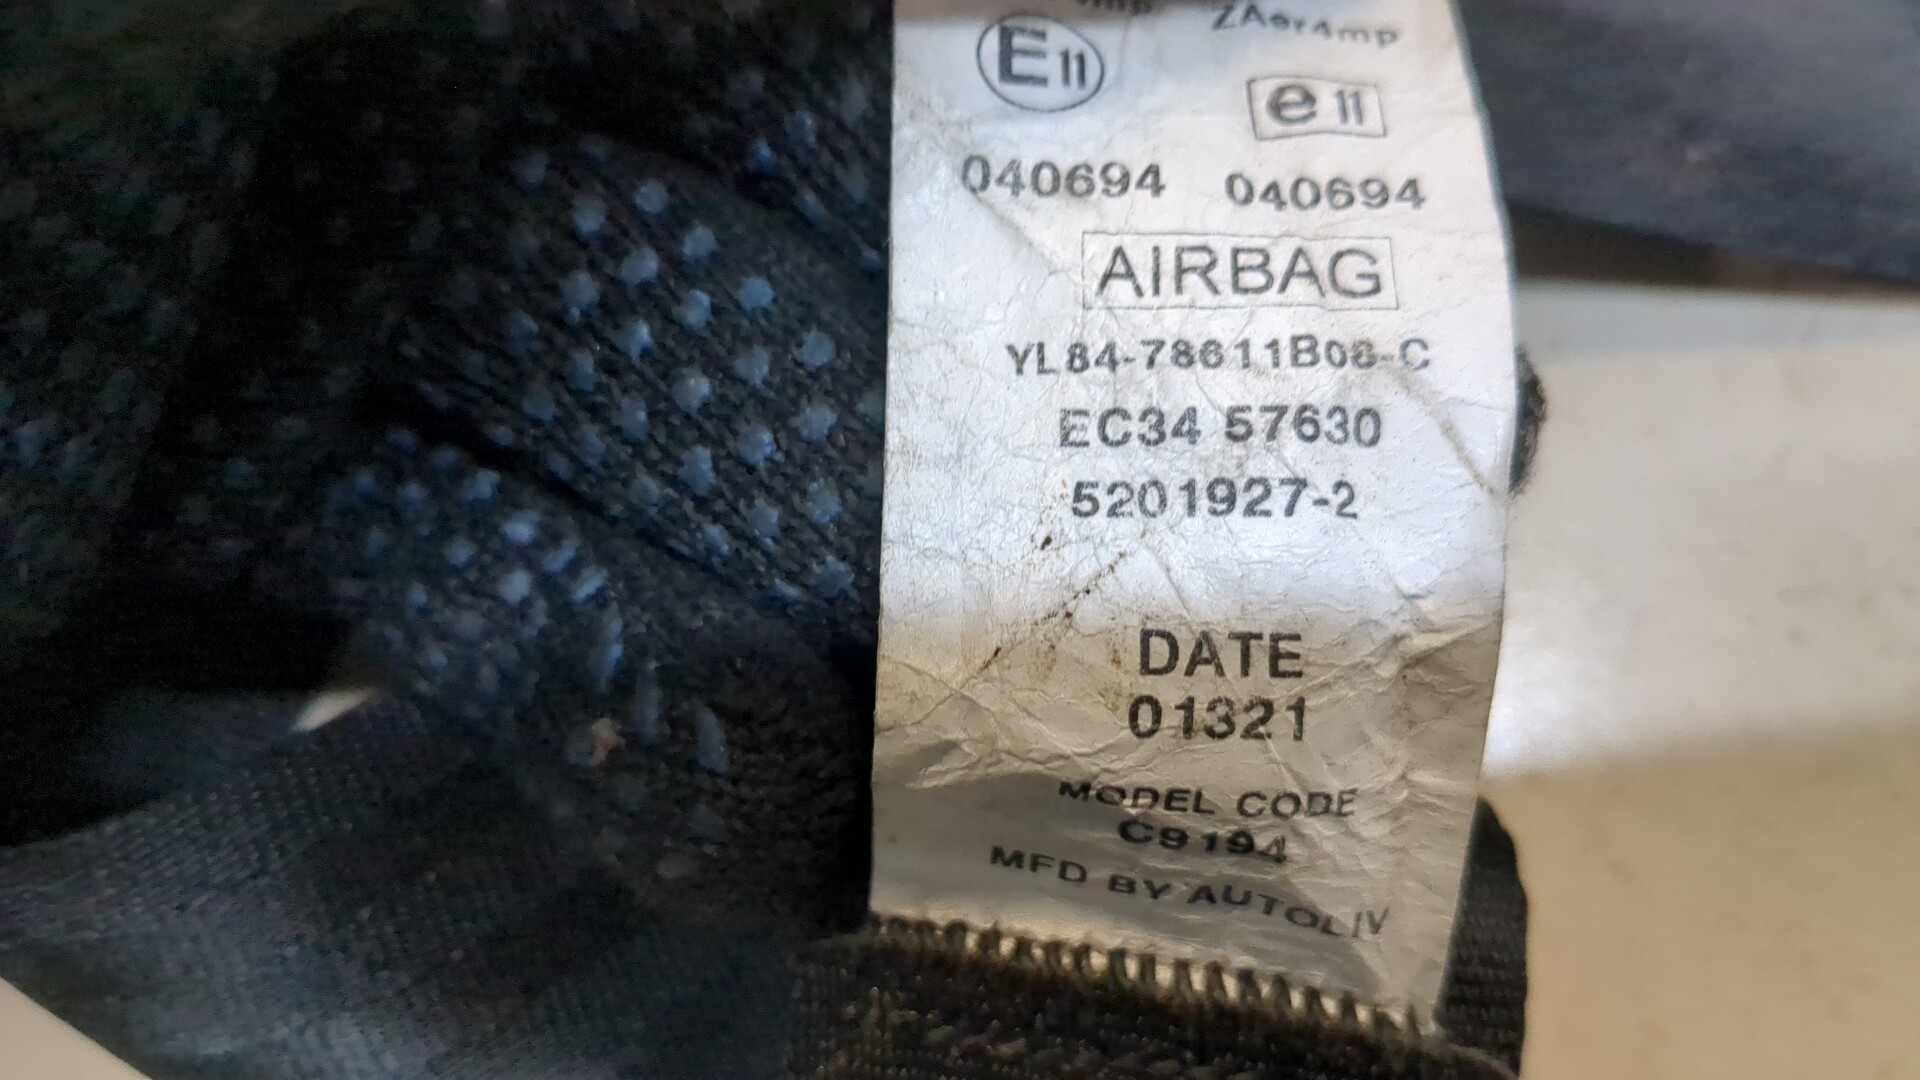 ZAer4mp
E11
e11
040694 040694
AIRBAG
YL84-78611B08-C
EC34 57630
5201927-2
DATE
01321
MODEL CODE
C9194
MFD BY AUTOLIV